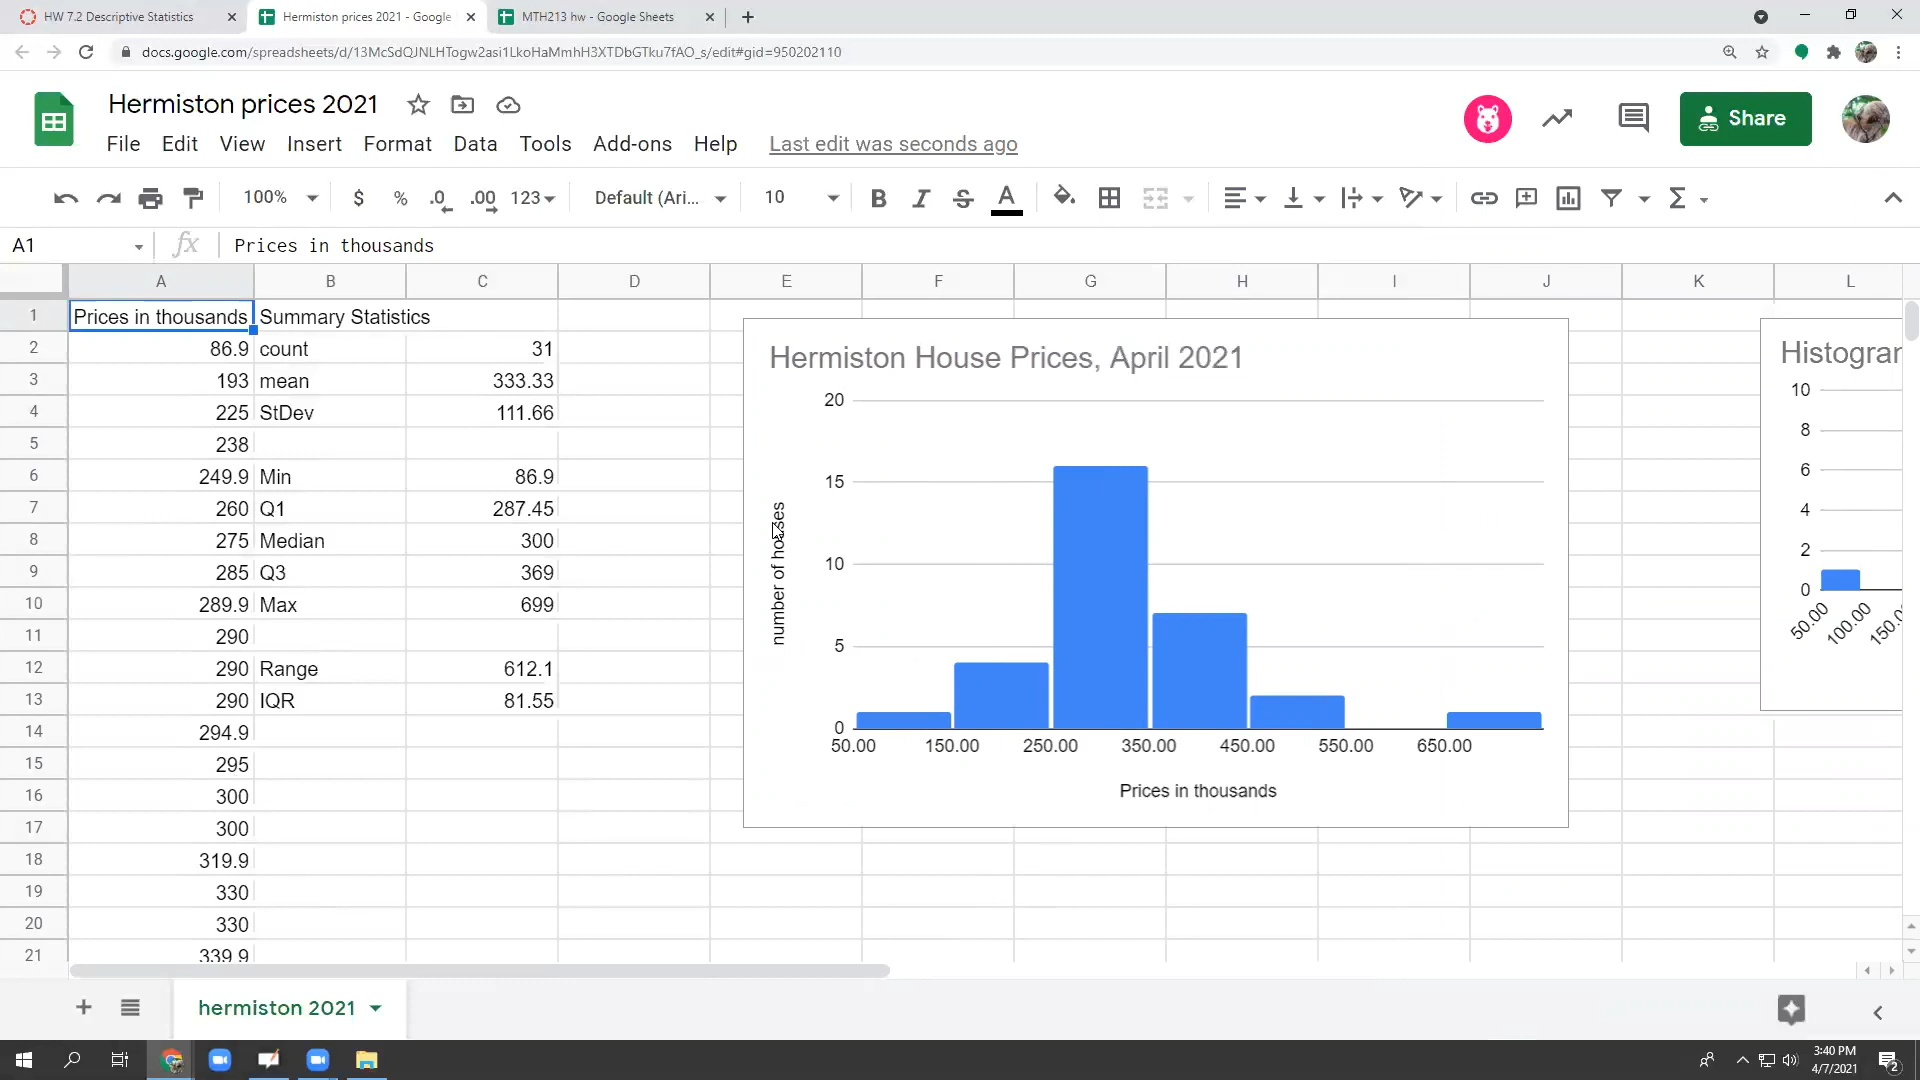 HW 7.2 Descriptive Statistics
Hermiston prices 2021 - Google
MTH213 hw - Google Sheets
docs.google.com/spreadsheets/d/13McSdQJNLHTogw2asi1LkoHaMmhH3XTDbGTku7fAO_s/edit#gid=950202110
Hermiston prices 2021
Share
File Edit View Insert Format Data Tools Add-ons Help Last edit was seconds ago
100% $ % .0 .00 123 Default (Ari... 10 B I S A
A1 fx Prices in thousands
A B C D E F G H I J K L
1 Prices in thousands Summary Statistics
2 86.9 count 31
3 193 mean 333.33
4 225 StDev 111.66
5 238
6 249.9 Min 86.9
7 260 Q1 287.45
8 275 Median 300
9 285 Q3 369
10 289.9 Max 699
11 290
12 290 Range 612.1
13 290 IQR 81.55
14 294.9
15 295
16 300
17 300
18 319.9
19 330
20 330
21 339.9
Hermiston House Prices, April 2021
20
15
10
5
0
number of houses
50.00 150.00 250.00 350.00 450.00 550.00 650.00
Prices in thousands
Histogram
10
8
6
4
2
0
50.00 100.00 150.0
hermiston 2021
3:40 PM
4/7/2021
2